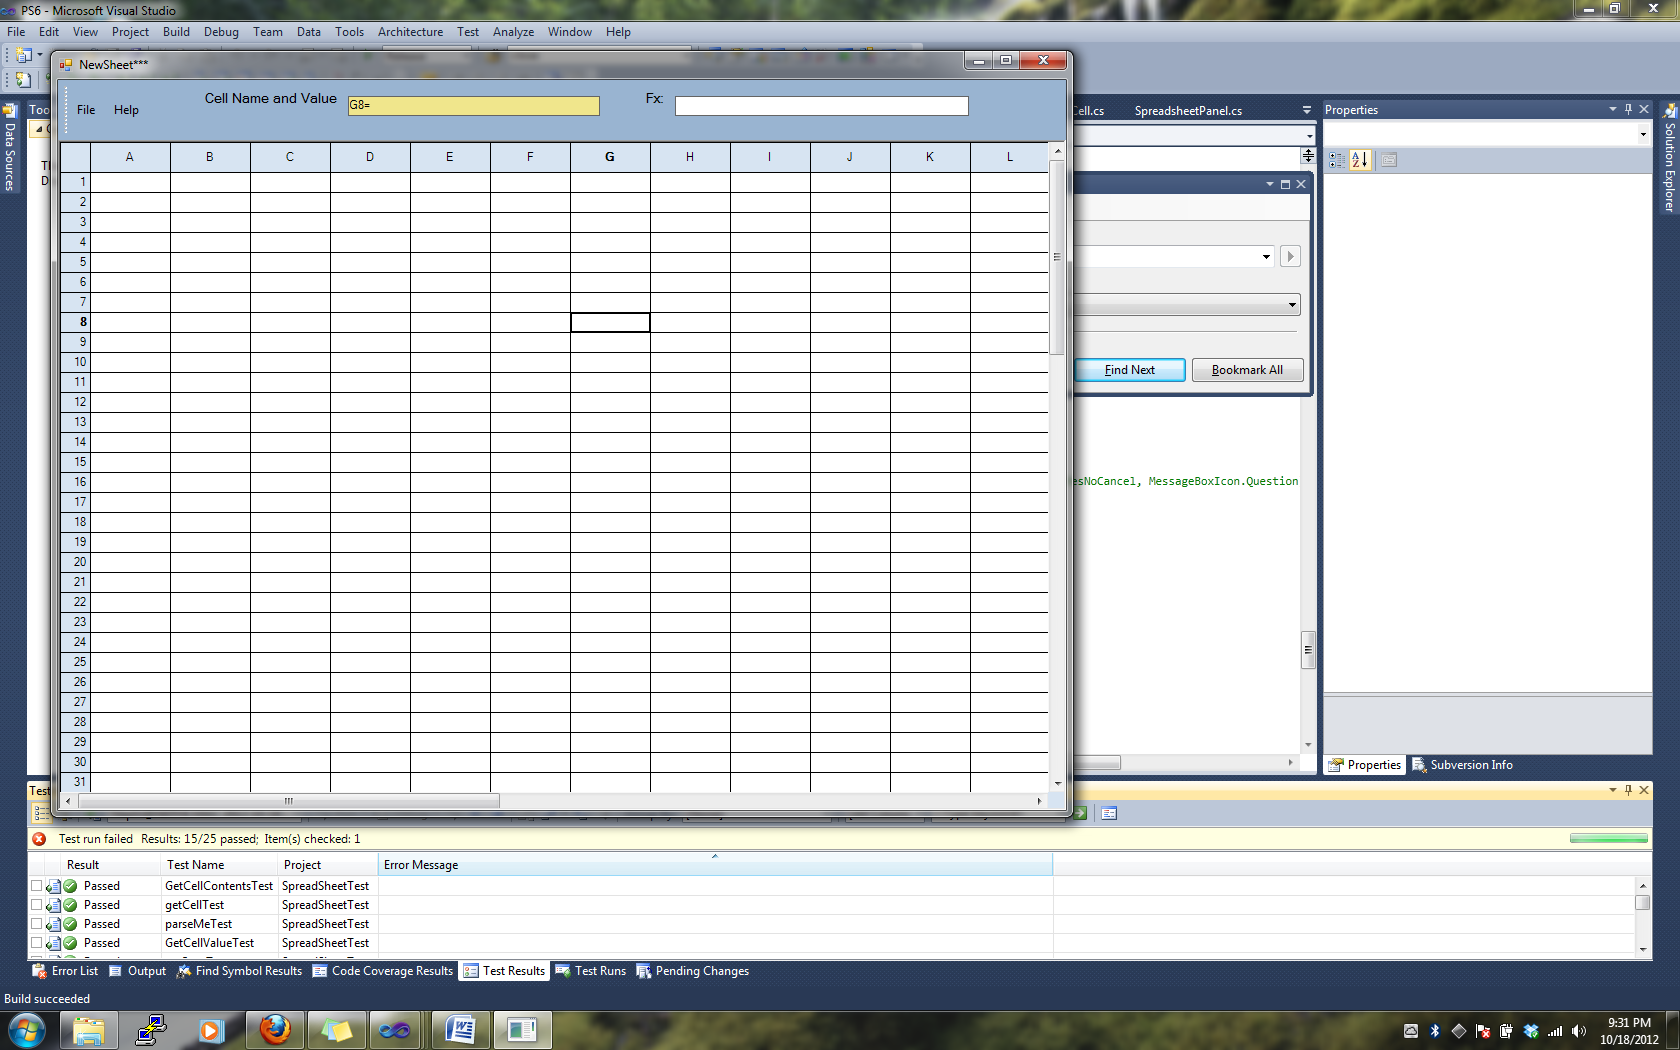 PS6 - Microsoft Visual Studio
File Edit View Project Build Debug Team Data Tools Architecture Test Analyze Window Help
NewSheet***
File Help Cell Name and Value G8= Fx:
Data Sources
Too
Cell.cs SpreadsheetPanel.cs
Properties
Solution Explorer
A B C D E F G H I J K L
1
2
3
4
5
6
7
8
9
10
11
12
13
14
15
16
17
18
19
20
21
22
23
24
25
26
27
28
29
30
31
Find Next Bookmark All
esNoCancel, MessageBoxIcon.Question
Properties Subversion Info
Test
Test run failed Results: 15/25 passed; Item(s) checked: 1
Result Test Name Project Error Message
Passed GetCellContentsTest SpreadSheetTest
Passed getCellTest SpreadSheetTest
Passed parseMeTest SpreadSheetTest
Passed GetCellValueTest SpreadSheetTest
Error List Output Find Symbol Results Code Coverage Results Test Results Test Runs Pending Changes
Build succeeded
9:31 PM
10/18/2012